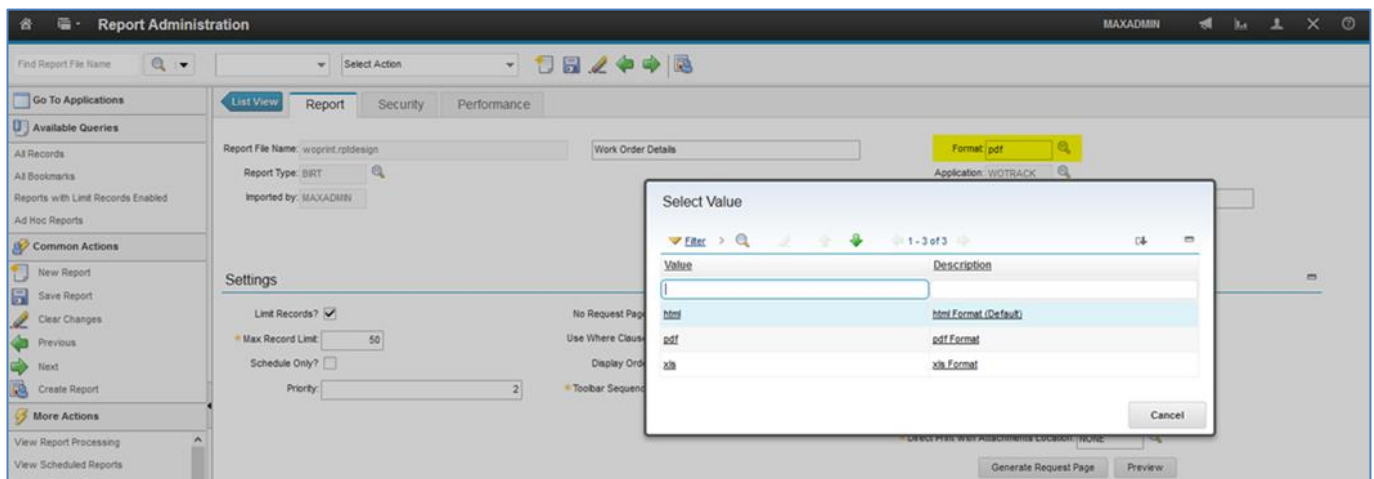 Report Administration
MAXADMIN
Find Report File Name
Select Action
Go To Applications
Available Queries
All Records
All Bookmarks
Reports with Limit Records Enabled
Ad Hoc Reports
Common Actions
New Report
Save Report
Clear Changes
Previous
Next
Create Report
More Actions
View Report Processing
View Scheduled Reports
List View Report Security Performance
Report File Name: woprint.rptdesign Work Order Details Format: pdf
Report Type: BIRT Application: WOTRACK
Imported by: MAXADMIN
Settings
Limit Records? No Request Page
* Max Record Limit: 50 Use Where Clause
Schedule Only? Display Orde
Priority: 2 * Toolbar Sequenc
Select Value
Filter 1 - 3 of 3
Value Description
html html Format (Default)
pdf pdf Format
xls xls Format
Cancel
* Direct Print with Attachments Location: NONE
Generate Request Page Preview